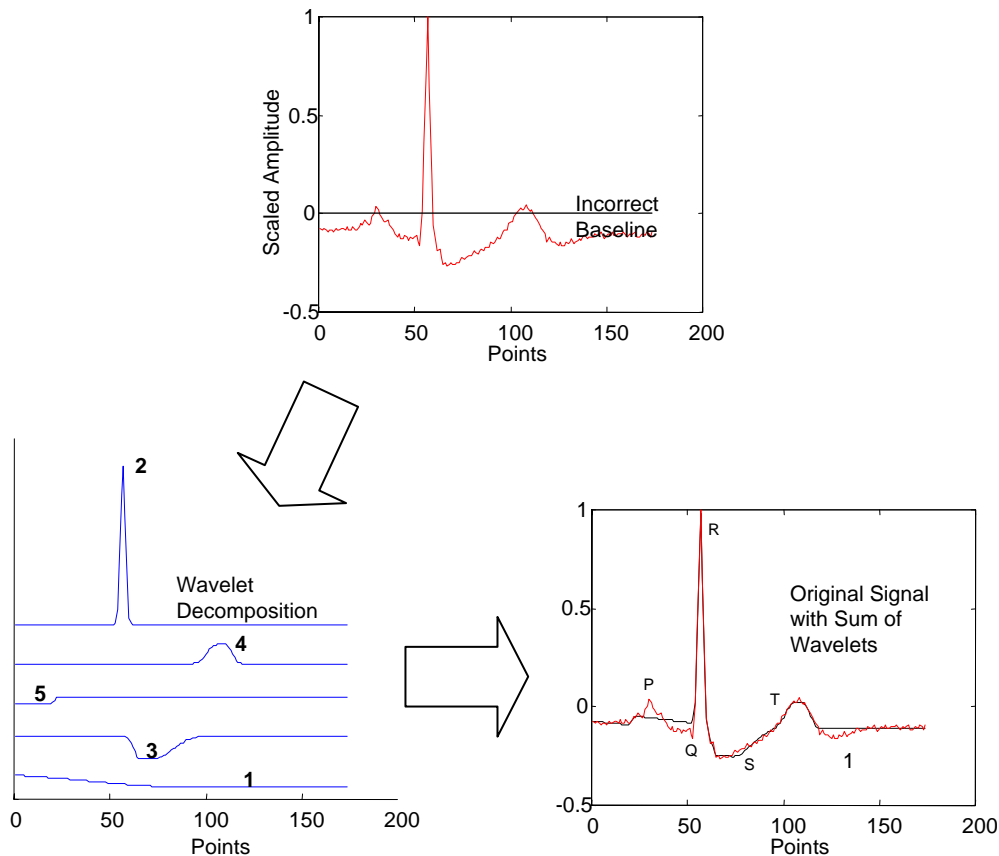 1
0.5
0
-0.5
Scaled Amplitude
Incorrect
Baseline
0 50 100 150 200
Points
2
Wavelet
Decomposition
4
5
3
1
0 50 100 150 200
Points
1
0.5
0
-0.5
R
Original Signal
with Sum of
Wavelets
P
T
Q
S
1
0 50 100 150 200
Points